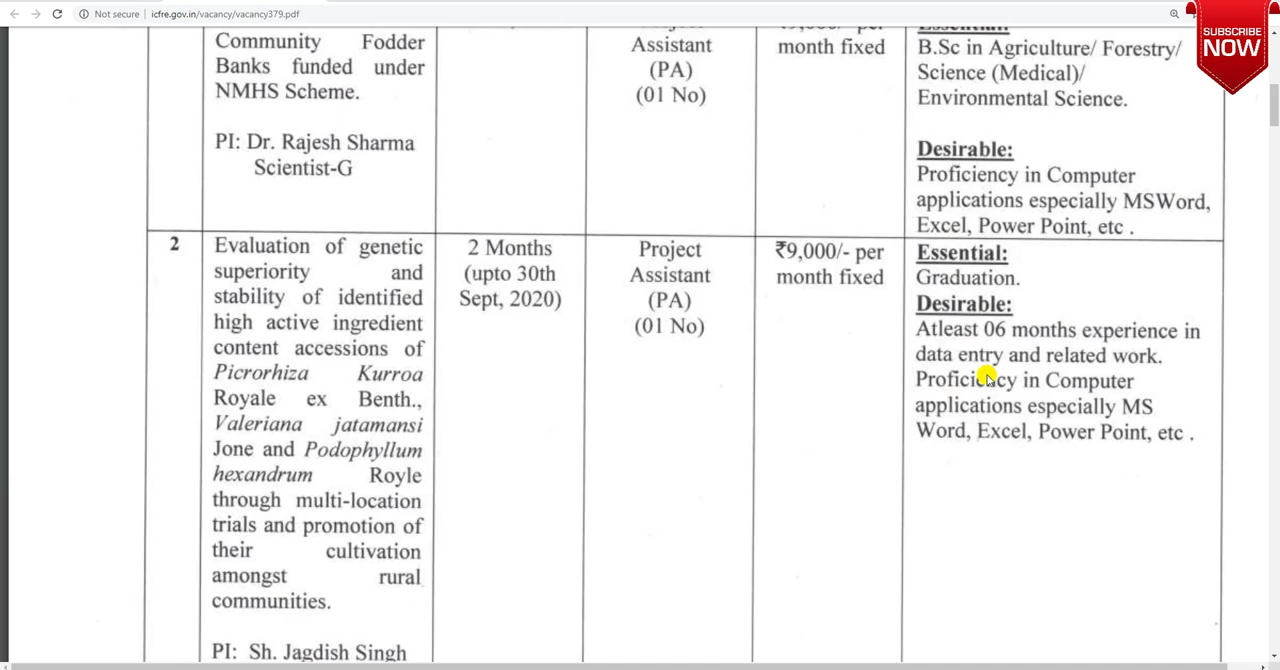 Not secure
icfre.gov.in/vacancy/vacancy379.pdf
SUBSCRIBE
NOW
Community Fodder
Banks funded under
NMHS Scheme.
PI: Dr. Rajesh Sharma
Scientist-G
Assistant
(PA)
(01 No)
per
month fixed
B.Sc in Agriculture/ Forestry/
Science (Medical)/
Environmental Science.
Desirable:
Proficiency in Computer
applications especially MSWord,
Excel, Power Point, etc .
2
Evaluation of genetic
superiority and
stability of identified
high active ingredient
content accessions of
Picrorhiza Kurroa
Royale ex Benth.,
Valeriana jatamansi
Jone and Podophyllum
hexandrum Royle
through multi-location
trials and promotion of
their cultivation
amongst rural
communities.
PI: Sh. Jagdish Singh
2 Months
(upto 30th
Sept, 2020)
Project
Assistant
(PA)
(01 No)
₹9,000/- per
month fixed
Essential:
Graduation.
Desirable:
Atleast 06 months experience in
data entry and related work.
Proficiency in Computer
applications especially MS
Word, Excel, Power Point, etc .